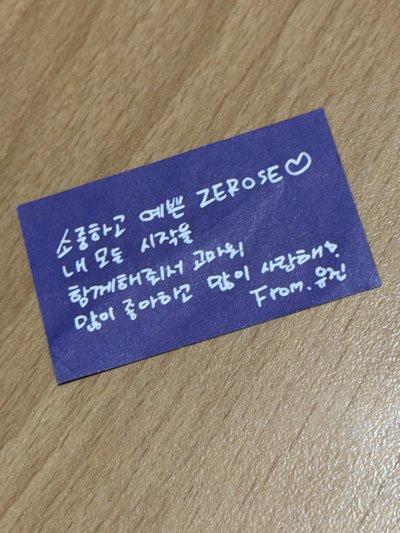 소중하고 예쁜 ZEROSE♡
내 모든 시작을
함께해줘서 고마워
많이 좋아하고 많이 사랑해♡
From. 유진